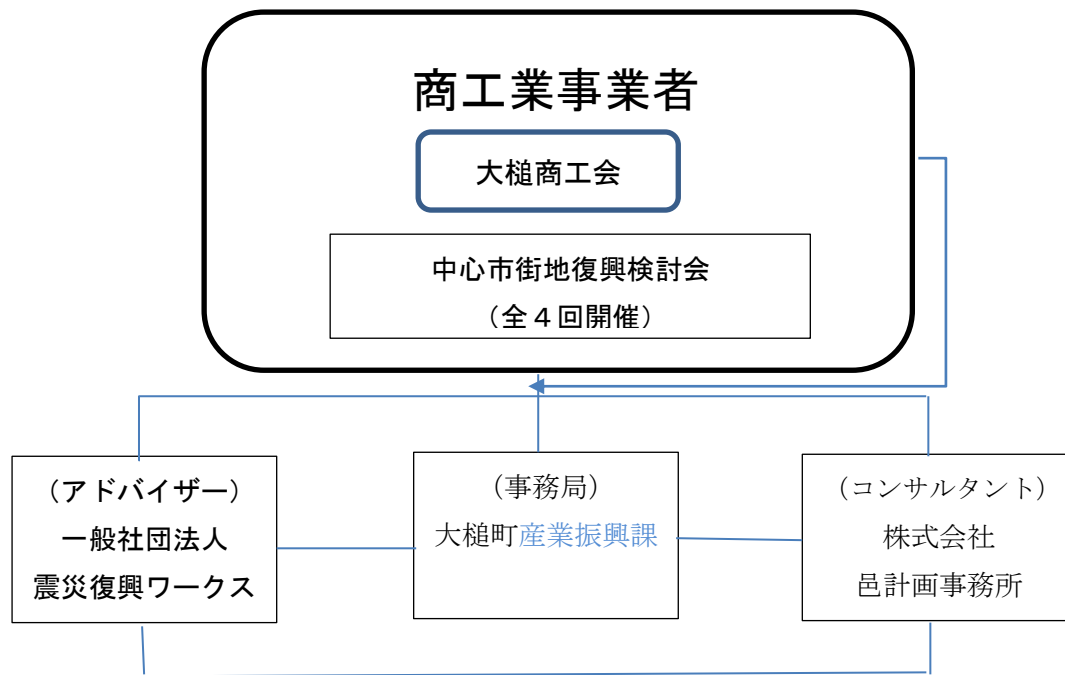 商工業事業者
大槌商工会
中心市街地復興検討会
（全４回開催）
（アドバイザー）
一般社団法人
震災復興ワークス
（事務局）
大槌町産業振興課
（コンサルタント）
株式会社
邑計画事務所